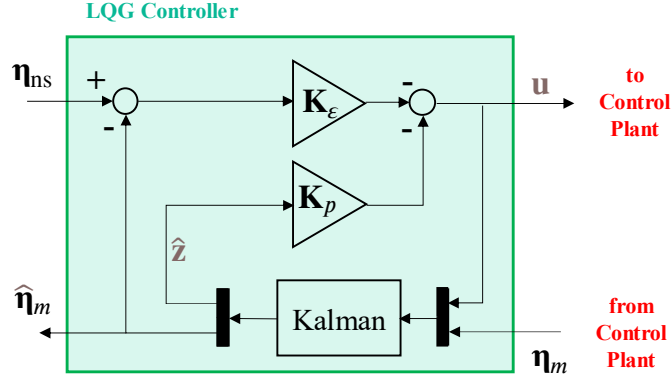 LQG Controller
η_ns
+
-
K_ε
-
-
u
to
Control
Plant
K_p
ẑ
η̂_m
Kalman
η_m
from
Control
Plant